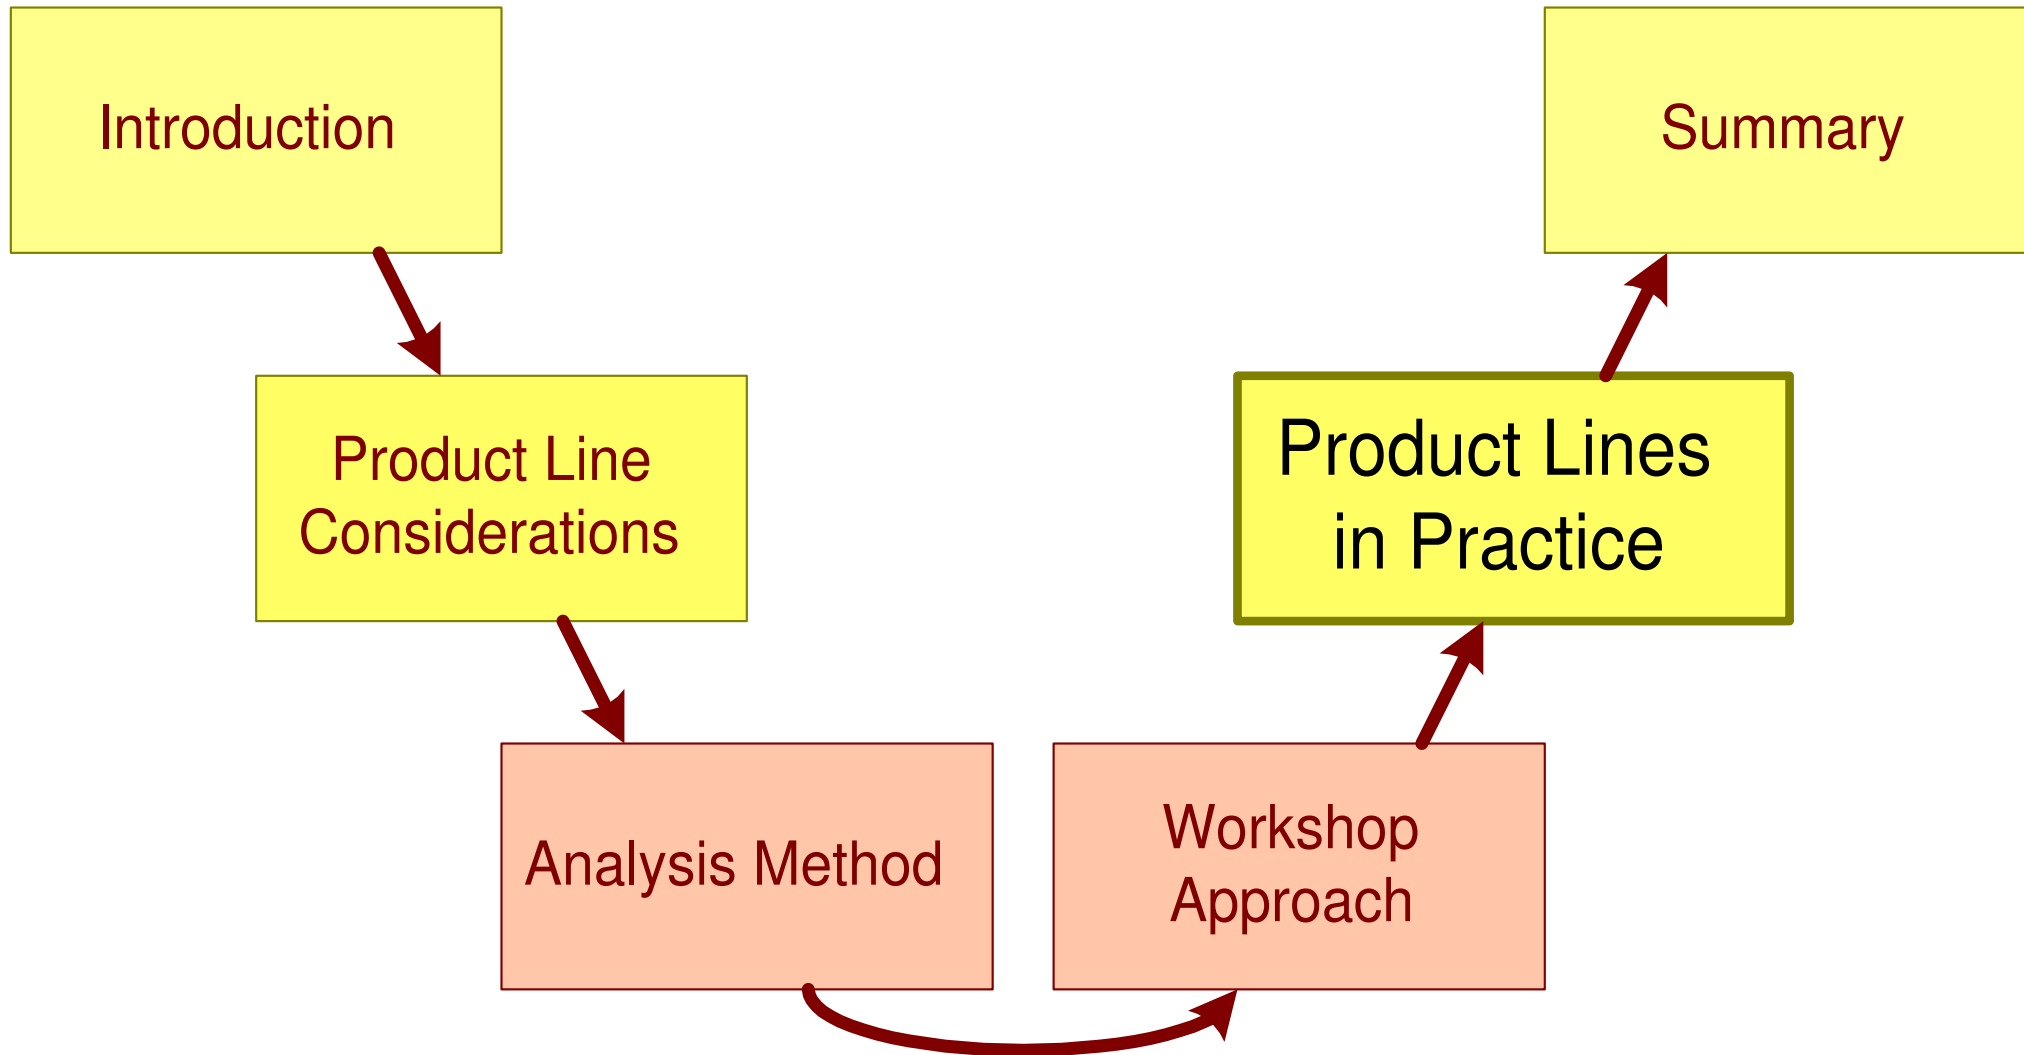 Introduction
Summary
Product Line
Considerations
Product Lines
in Practice
Analysis Method
Workshop
Approach